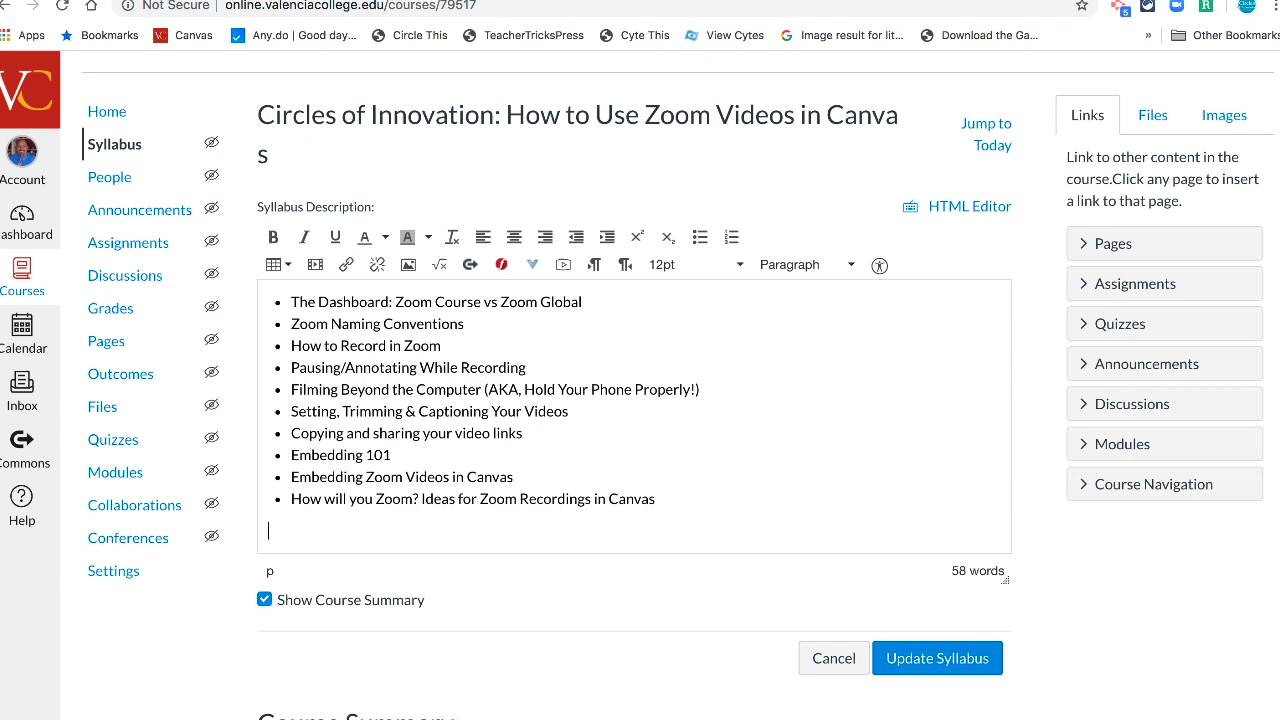 Not Secure online.valenciacollege.edu/courses/79517
5
Apps Bookmarks VC Canvas Any.do | Good day... Circle This TeacherTricksPress Cyte This View Cytes Image result for lit... Download the Ga... » Other Bookmarks
VC
Account
ashboard
Courses
Calendar
Inbox
ommons
Help
Home
Syllabus
People
Announcements
Assignments
Discussions
Grades
Pages
Outcomes
Files
Quizzes
Modules
Collaborations
Conferences
Settings
Circles of Innovation: How to Use Zoom Videos in Canva
s
Jump to
Today
Syllabus Description:
HTML Editor
B I U A A
12pt Paragraph
• The Dashboard: Zoom Course vs Zoom Global
• Zoom Naming Conventions
• How to Record in Zoom
• Pausing/Annotating While Recording
• Filming Beyond the Computer (AKA, Hold Your Phone Properly!)
• Setting, Trimming & Captioning Your Videos
• Copying and sharing your video links
• Embedding 101
• Embedding Zoom Videos in Canvas
• How will you Zoom? Ideas for Zoom Recordings in Canvas
p 58 words
Show Course Summary
Cancel Update Syllabus
Links Files Images
Link to other content in the
course.Click any page to insert
a link to that page.
Pages
Assignments
Quizzes
Announcements
Discussions
Modules
Course Navigation